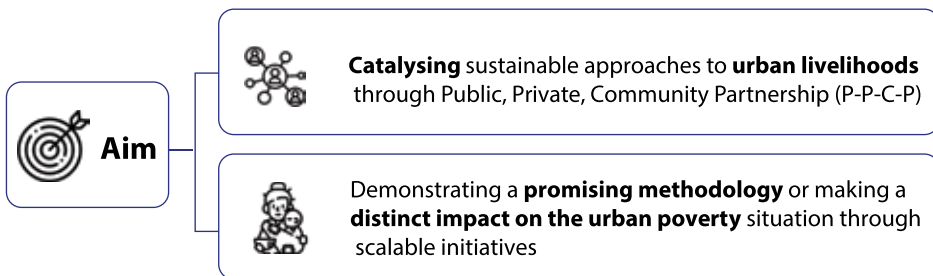 Aim
Catalysing sustainable approaches to urban livelihoods
through Public, Private, Community Partnership (P-P-C-P)
Demonstrating a promising methodology or making a
distinct impact on the urban poverty situation through
scalable initiatives